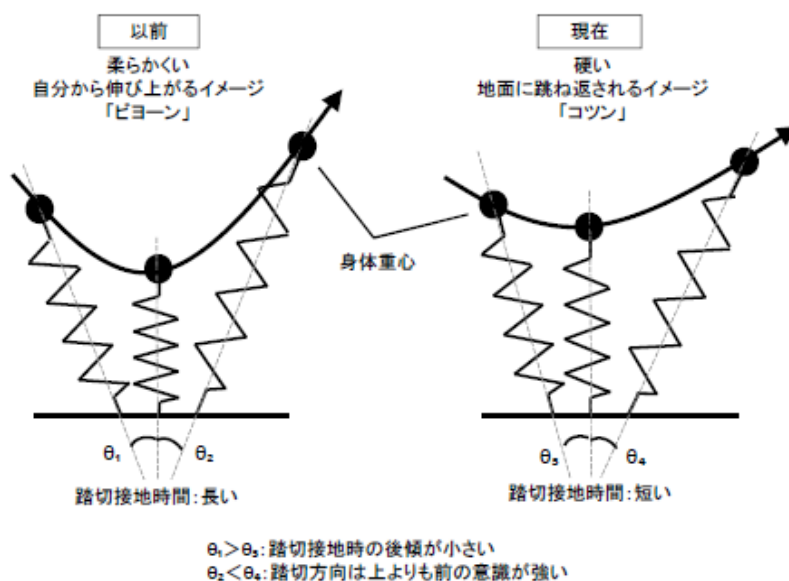 以前
柔らかくい
自分から伸び上がるイメージ
「ビヨーン」
現在
硬い
地面に跳ね返されるイメージ
「コツン」
身体重心
θ₁
θ₂
θ₃
θ₄
踏切接地時間:長い
踏切接地時間:短い
θ₁>θ₃:踏切接地時の後傾が小さい
θ₂<θ₄:踏切方向は上よりも前の意識が強い